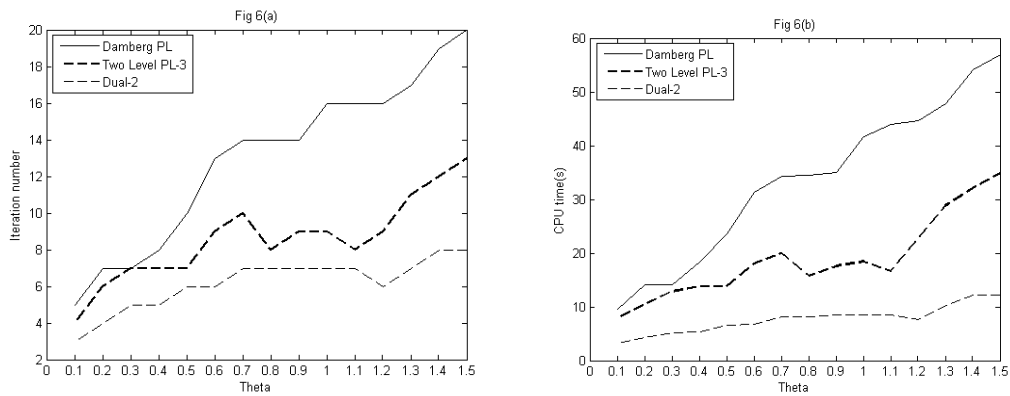 Fig 6(a)
20
18
16
14
12
10
8
6
4
2
Iteration number
Damberg PL
Two Level PL-3
Dual-2
0 0.1 0.2 0.3 0.4 0.5 0.6 0.7 0.8 0.9 1 1.1 1.2 1.3 1.4 1.5
Theta
Fig 6(b)
60
50
40
30
20
10
0
CPU time(s)
Damberg PL
Two Level PL-3
Dual-2
0 0.1 0.2 0.3 0.4 0.5 0.6 0.7 0.8 0.9 1 1.1 1.2 1.3 1.4 1.5
Theta